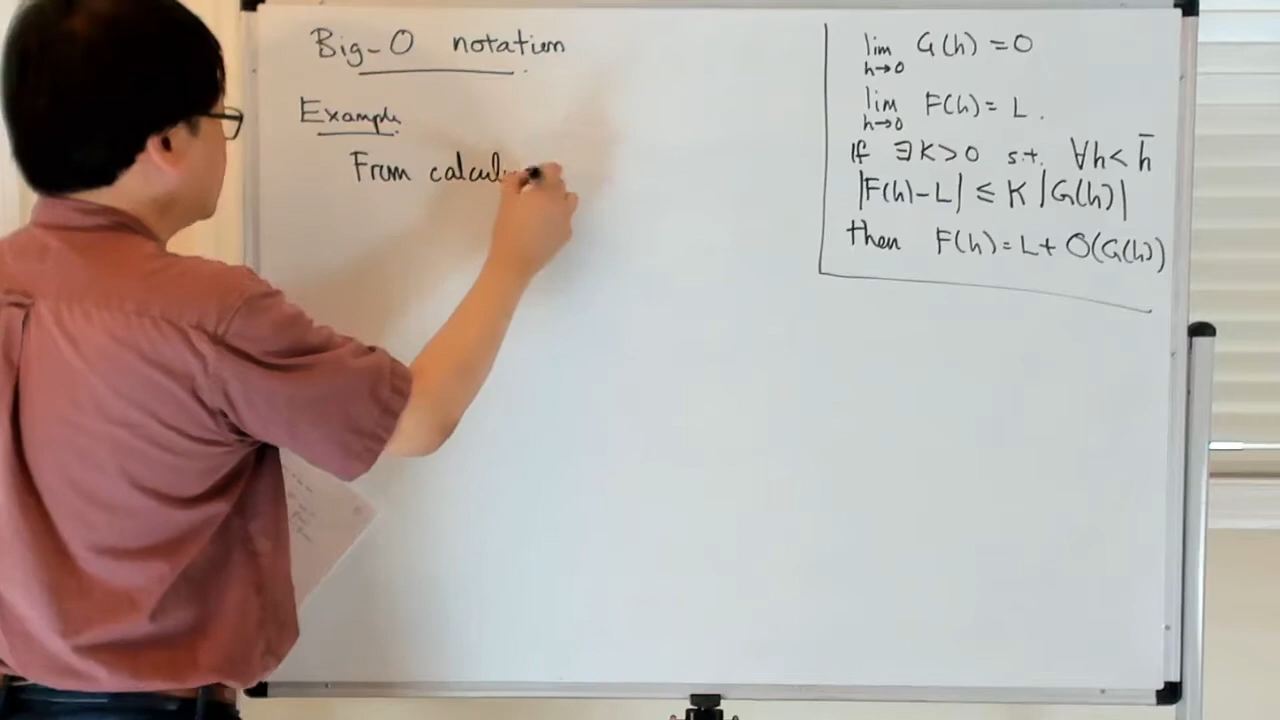 Big-O notation
Example
From calcul
lim h→0 G(h) = 0
lim h→0 F(h) = L.
If ∃K>0 s.t. ∀h< h̄
|F(h)-L| ≤ K |G(h)|
then F(h) = L + O(G(h))